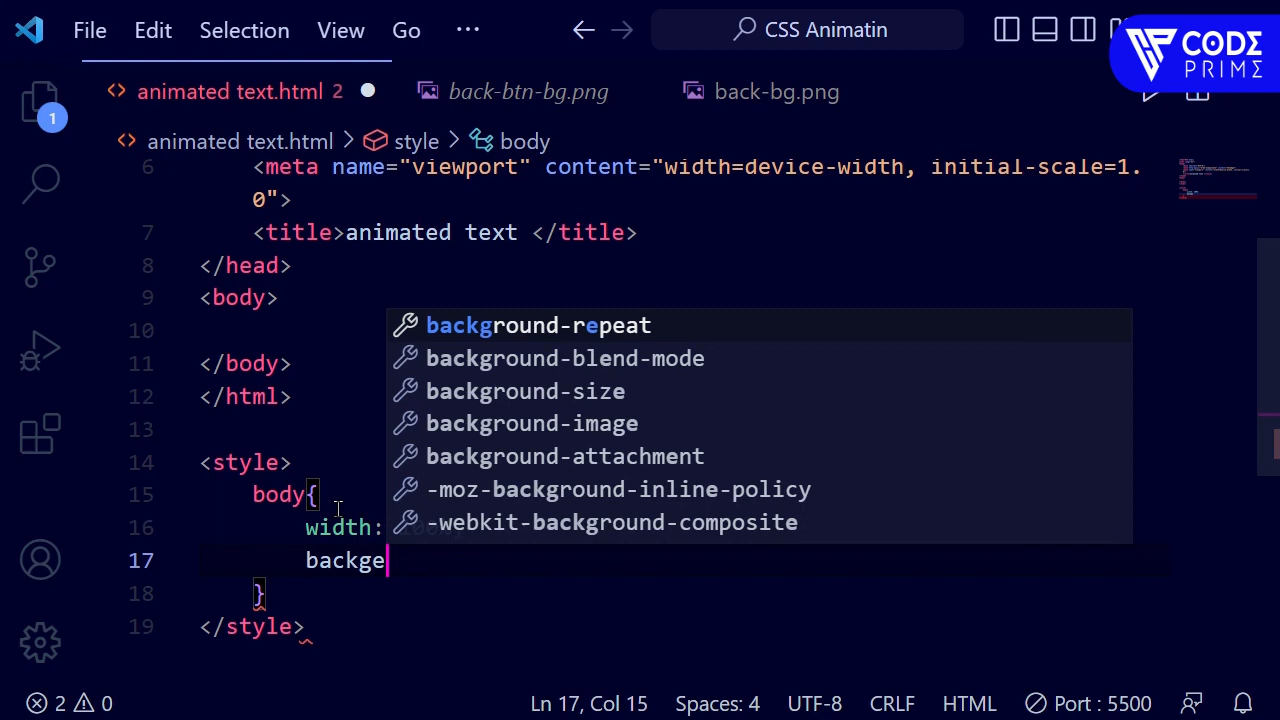 File Edit Selection View Go ···
CSS Animatin
CODE
PRIME
animated text.html 2
back-btn-bg.png
back-bg.png
1
animated text.html > style > body
6 <meta name="viewport" content="width=device-width, initial-scale=1.
0">
7 <title>animated text </title>
8 </head>
9 <body>
10
background-repeat
background-blend-mode
11 </body>
background-size
12 </html>
background-image
13
background-attachment
14 <style>
-moz-background-inline-policy
15 body{
-webkit-background-composite
16 width:
17 backge
18 }
19 </style>
2 0 Ln 17, Col 15 Spaces: 4 UTF-8 CRLF HTML Port : 5500